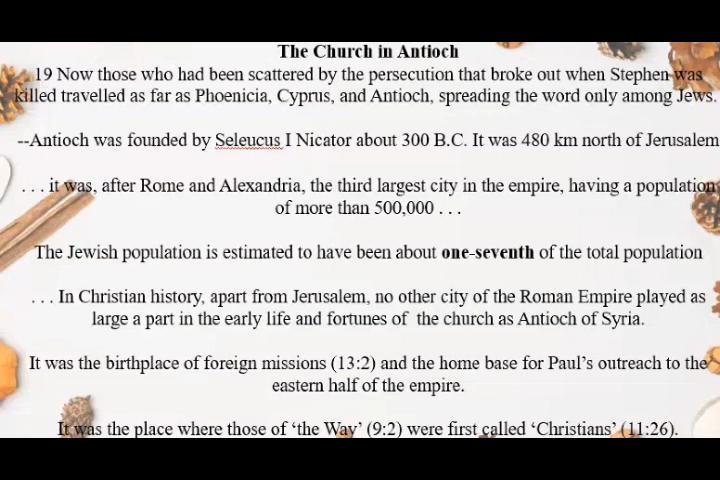 The Church in Antioch
19 Now those who had been scattered by the persecution that broke out when Stephen was
killed travelled as far as Phoenicia, Cyprus, and Antioch, spreading the word only among Jews.
--Antioch was founded by Seleucus I Nicator about 300 B.C. It was 480 km north of Jerusalem
. . . it was, after Rome and Alexandria, the third largest city in the empire, having a population
of more than 500,000 . . .
The Jewish population is estimated to have been about one-seventh of the total population
. . . In Christian history, apart from Jerusalem, no other city of the Roman Empire played as
large a part in the early life and fortunes of the church as Antioch of Syria.
It was the birthplace of foreign missions (13:2) and the home base for Paul’s outreach to the
eastern half of the empire.
It was the place where those of ‘the Way’ (9:2) were first called ‘Christians’ (11:26).